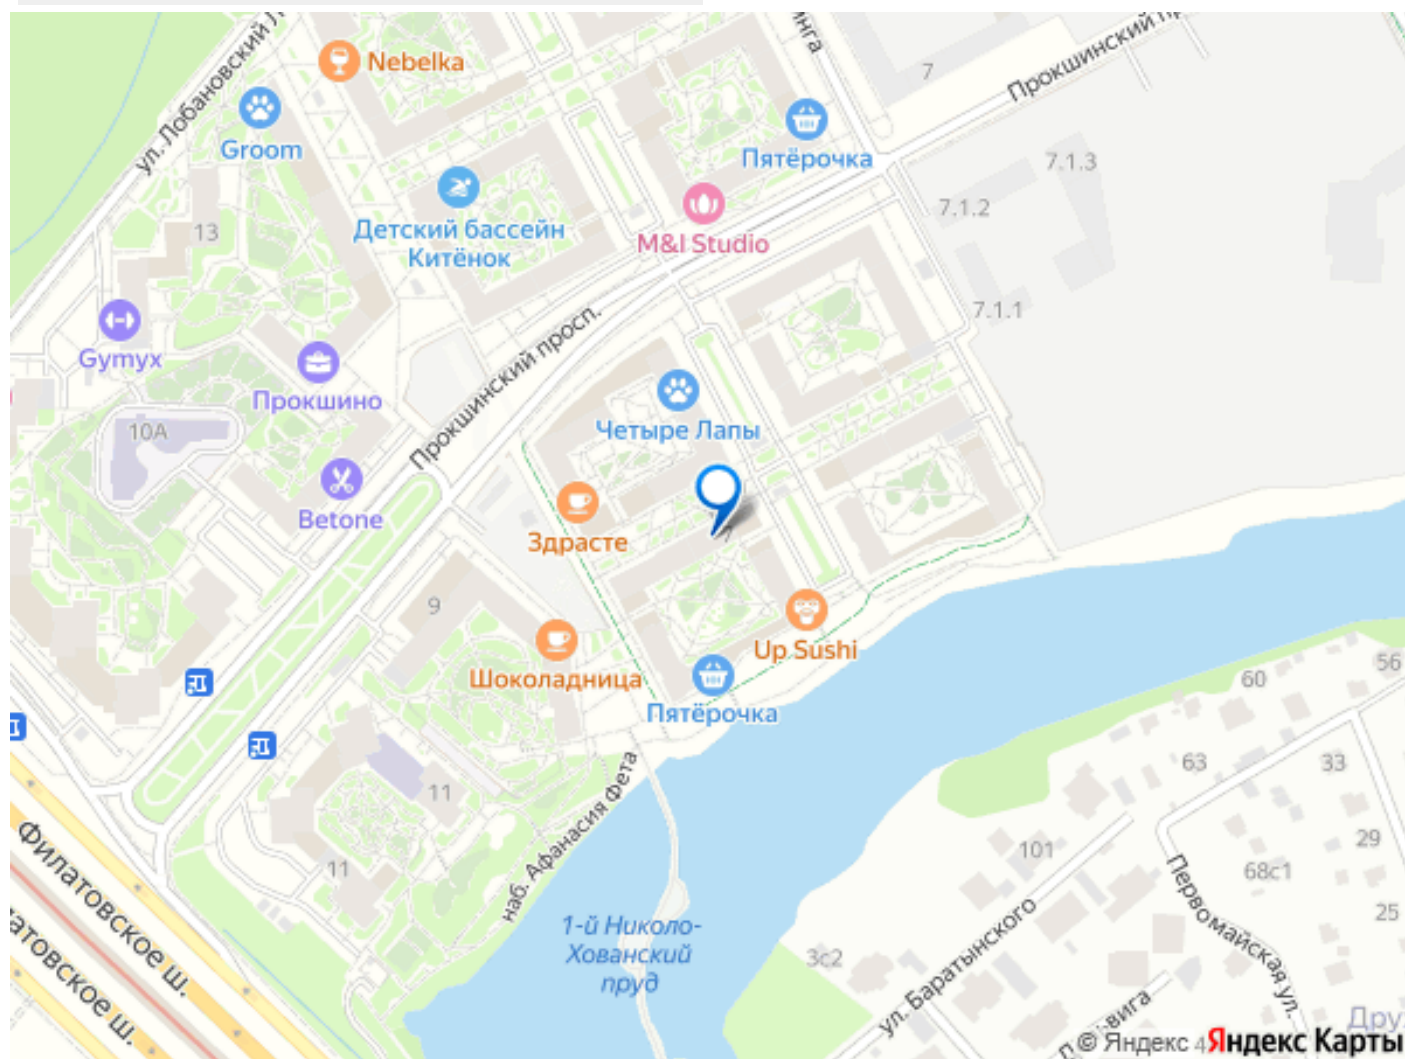 Nebelka
Groom
ул. Лобановский
Пятёрочка
Прокшинский
7
7.1.3
7.1.2
7.1.1
M&I Studio
Детский бассейн
Китёнок
13
Gymyx
Прокшино
Прокшинский просп.
10А
Betone
Четыре Лапы
Здрасте
7
9
Шоколадница
Up Sushi
Пятёрочка
60
56
63
33
29
11
11
наб. Афанасия Фета
101
68с1
25
Филатовское ш.
1-й Николо-
Хованский
пруд
3с2
ул. Баратынского
Первомайская ул.
© Яндекс
Яндекс Карты